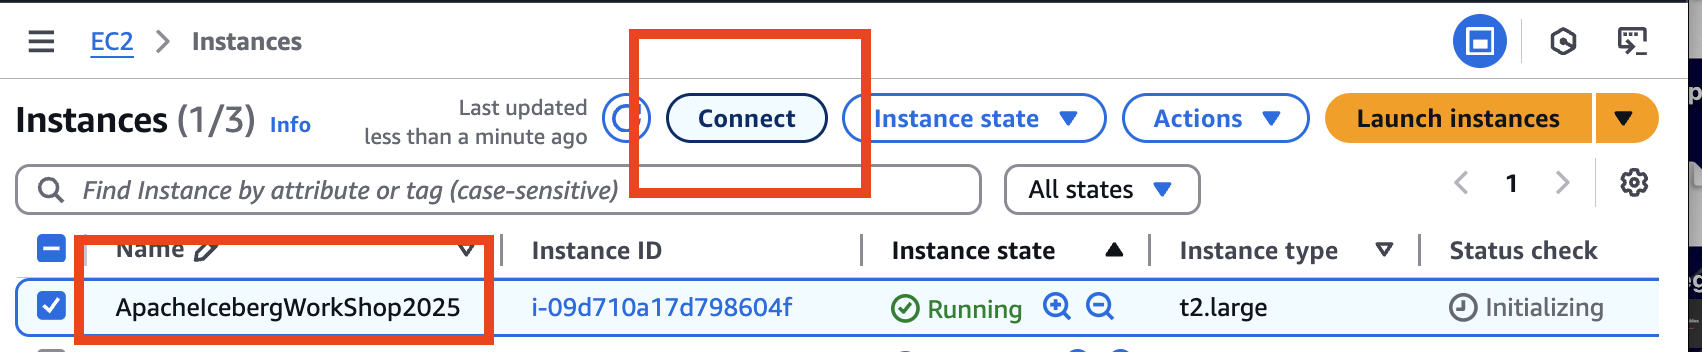 EC2 > Instances
Instances (1/3) Info
Last updated
less than a minute ago
Connect
Instance state
Actions
Launch instances
Find Instance by attribute or tag (case-sensitive)
All states
1
Name Instance ID Instance state Instance type Status check
ApacheIcebergWorkShop2025 i-09d710a17d798604f Running t2.large Initializing